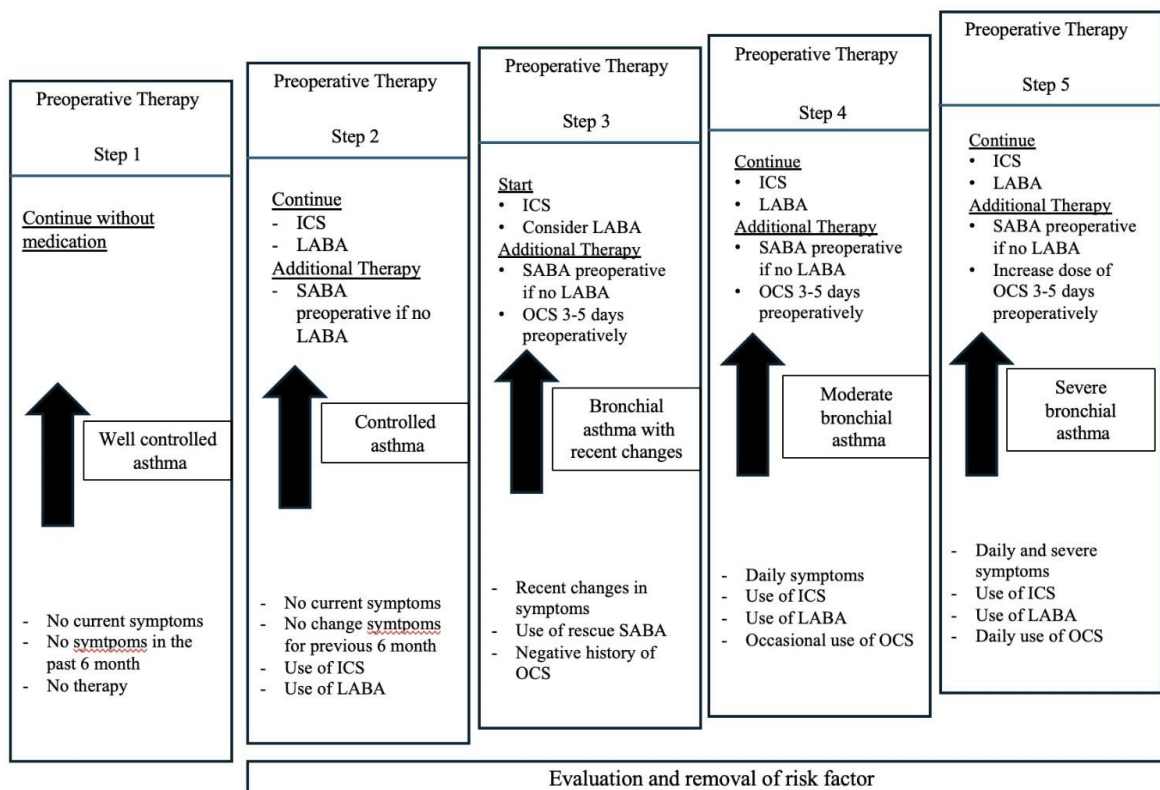 Preoperative Therapy
Step 1
Continue without
medication
Well controlled
asthma
- No current symptoms
- No symtpoms in the
past 6 month
- No therapy
Preoperative Therapy
Step 2
Continue
- ICS
- LABA
Additional Therapy
- SABA
preoperative if no
LABA
Controlled
asthma
- No current symptoms
- No change symtpoms
for previous 6 month
- Use of ICS
- Use of LABA
Preoperative Therapy
Step 3
Start
• ICS
• Consider LABA
Additional Therapy
• SABA preoperative
if no LABA
• OCS 3-5 days
preoperatively
Bronchial
asthma with
recent changes
- Recent changes in
symptoms
- Use of rescue SABA
- Negative history of
OCS
Preoperative Therapy
Step 4
Continue
• ICS
• LABA
Additional Therapy
• SABA preoperative
if no LABA
• OCS 3-5 days
preoperatively
Moderate
bronchial
asthma
- Daily symptoms
- Use of ICS
- Use of LABA
- Occasional use of OCS
Preoperative Therapy
Step 5
Continue
• ICS
• LABA
Additional Therapy
• SABA preoperative
if no LABA
• Increase dose of
OCS 3-5 days
preoperatively
Severe
bronchial
asthma
- Daily and severe
symptoms
- Use of ICS
- Use of LABA
- Daily use of OCS
Evaluation and removal of risk factor